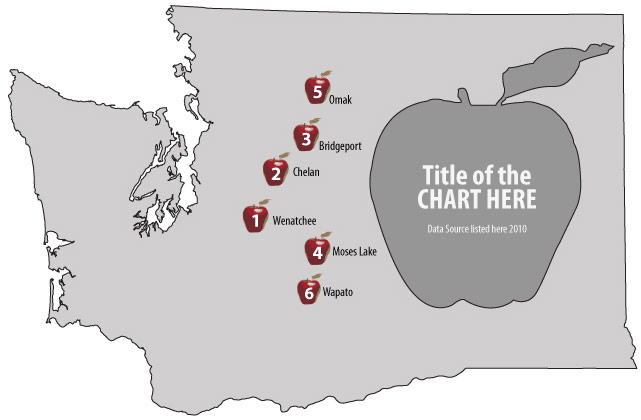 5
Omak
3
Bridgeport
2
Chelan
Title of the
CHART HERE
1
Wenatchee
Data Source listed here 2010
4
Moses Lake
6
Wapato